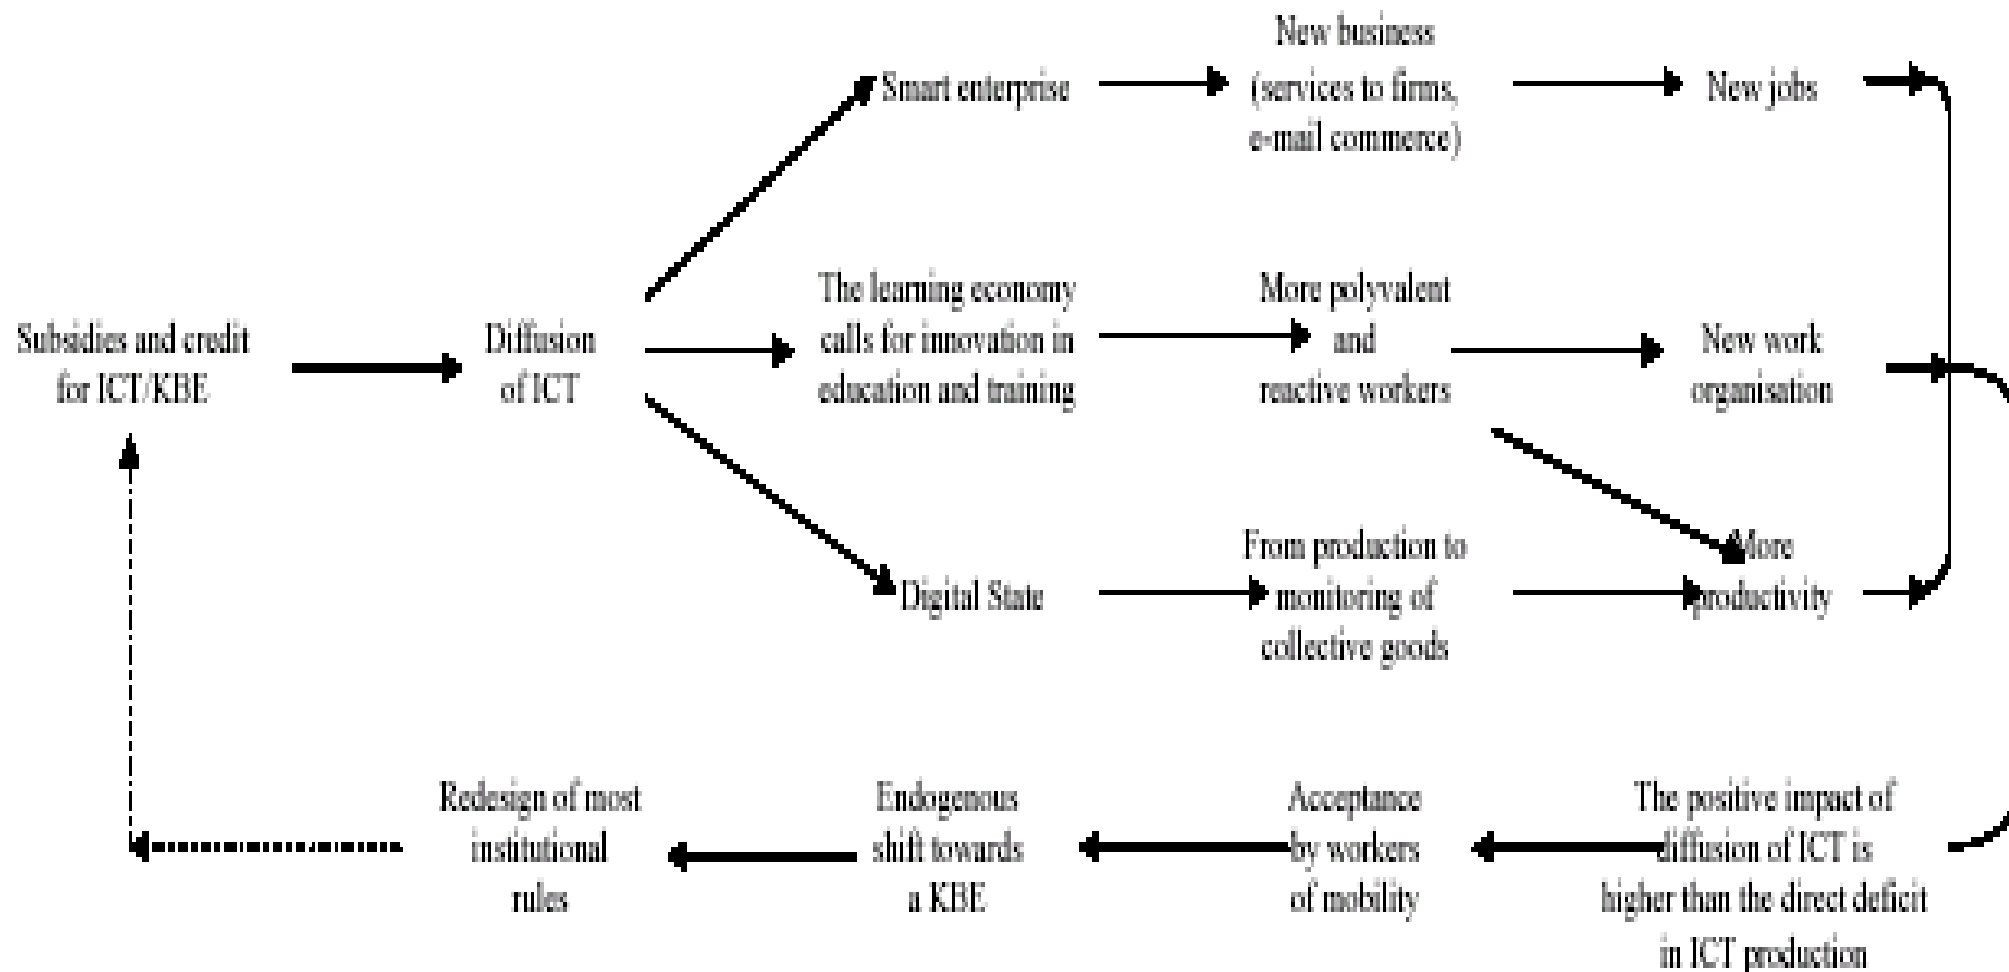 New business
(services to firms,
e-mail commerce)
Smart enterprise
New jobs
Subsidies and credit
for ICT/KBE
Diffusion
of ICT
The learning economy
calls for innovation in
education and training
More polyvalent
and
reactive workers
New work
organisation
Digital State
From production to
monitoring of
collective goods
More
productivity
Redesign of most
institutional
rules
Endogenous
shift towards
a KBE
Acceptance
by workers
of mobility
The positive impact of
diffusion of ICT is
higher than the direct deficit
in ICT production